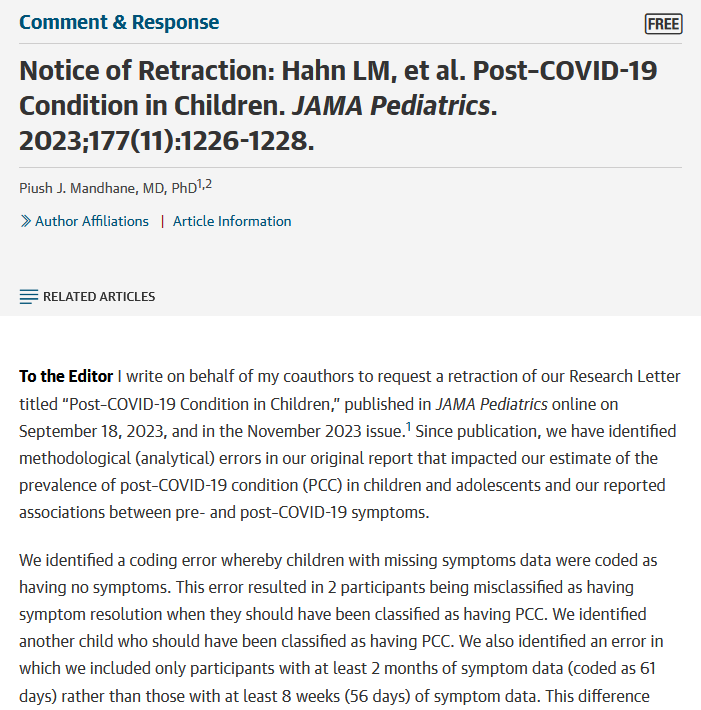 Comment & Response
FREE
Notice of Retraction: Hahn LM, et al. Post–COVID-19
Condition in Children. JAMA Pediatrics.
2023;177(11):1226-1228.
Piush J. Mandhane, MD, PhD1,2
Author Affiliations | Article Information
RELATED ARTICLES
To the Editor I write on behalf of my coauthors to request a retraction of our Research Letter
titled “Post–COVID-19 Condition in Children,” published in JAMA Pediatrics online on
September 18, 2023, and in the November 2023 issue.1 Since publication, we have identified
methodological (analytical) errors in our original report that impacted our estimate of the
prevalence of post–COVID-19 condition (PCC) in children and adolescents and our reported
associations between pre- and post–COVID-19 symptoms.
We identified a coding error whereby children with missing symptoms data were coded as
having no symptoms. This error resulted in 2 participants being misclassified as having
symptom resolution when they should have been classified as having PCC. We identified
another child who should have been classified as having PCC. We also identified an error in
which we included only participants with at least 2 months of symptom data (coded as 61
days) rather than those with at least 8 weeks (56 days) of symptom data. This difference